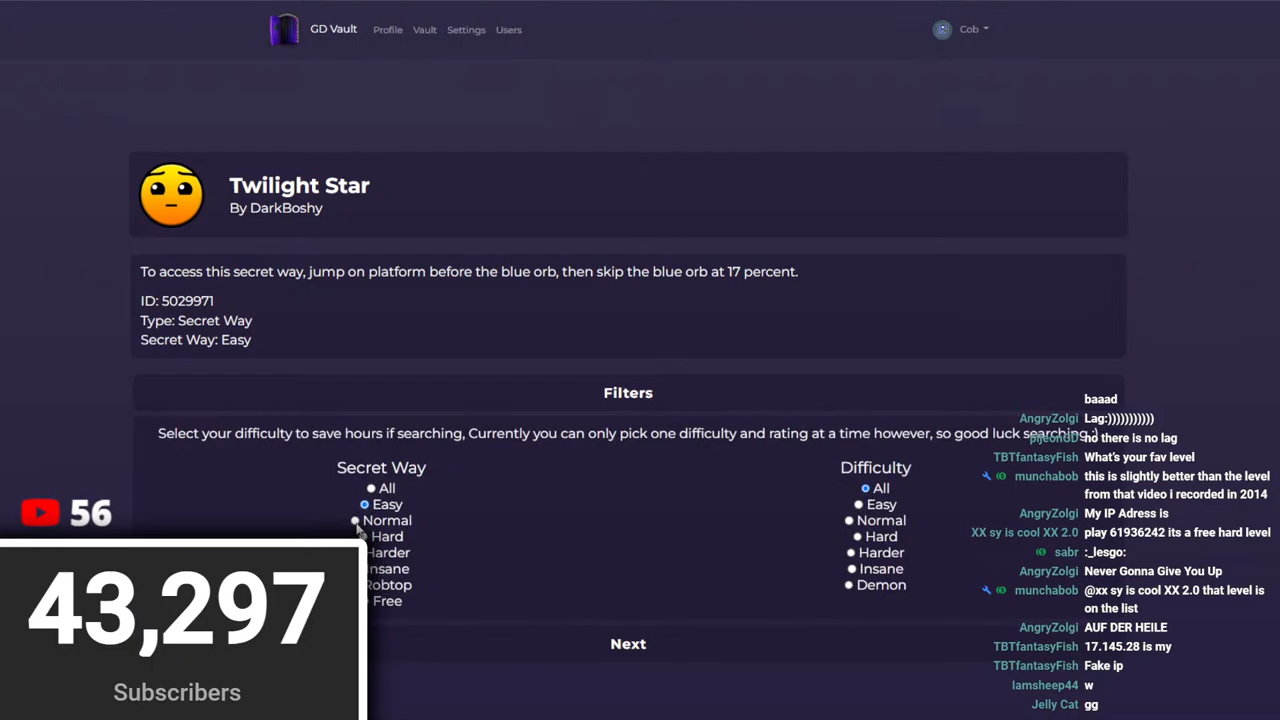 GD Vault Profile Vault Settings Users Cob
Twilight Star
By DarkBoshy
To access this secret way, jump on platform before the blue orb, then skip the blue orb at 17 percent.
ID: 5029971
Type: Secret Way
Secret Way: Easy
Filters
Select your difficulty to save hours if searching, Currently you can only pick one difficulty and rating at a time however, so good luck searching :)
Secret Way
All
Easy
Normal
Hard
Harder
Insane
Robtop
Free
Difficulty
All
Easy
Normal
Hard
Harder
Insane
Demon
Next
56
43,297
Subscribers
baaad
AngryZolgi Lag:)))))))))))
pijeonGD no there is no lag
TBTfantasyFish What's your fav level
munchabob this is slightly better than the level
from that video i recorded in 2014
AngryZolgi My IP Adress is
XX sy is cool XX 2.0 play 61936242 its a free hard level
sabr :_lesgo:
AngryZolgi Never Gonna Give You Up
munchabob @xx sy is cool XX 2.0 that level is
on the list
AngryZolgi AUF DER HEILE
TBTfantasyFish 17.145.28 is my
TBTfantasyFish Fake ip
Iamsheep44 w
Jelly Cat gg